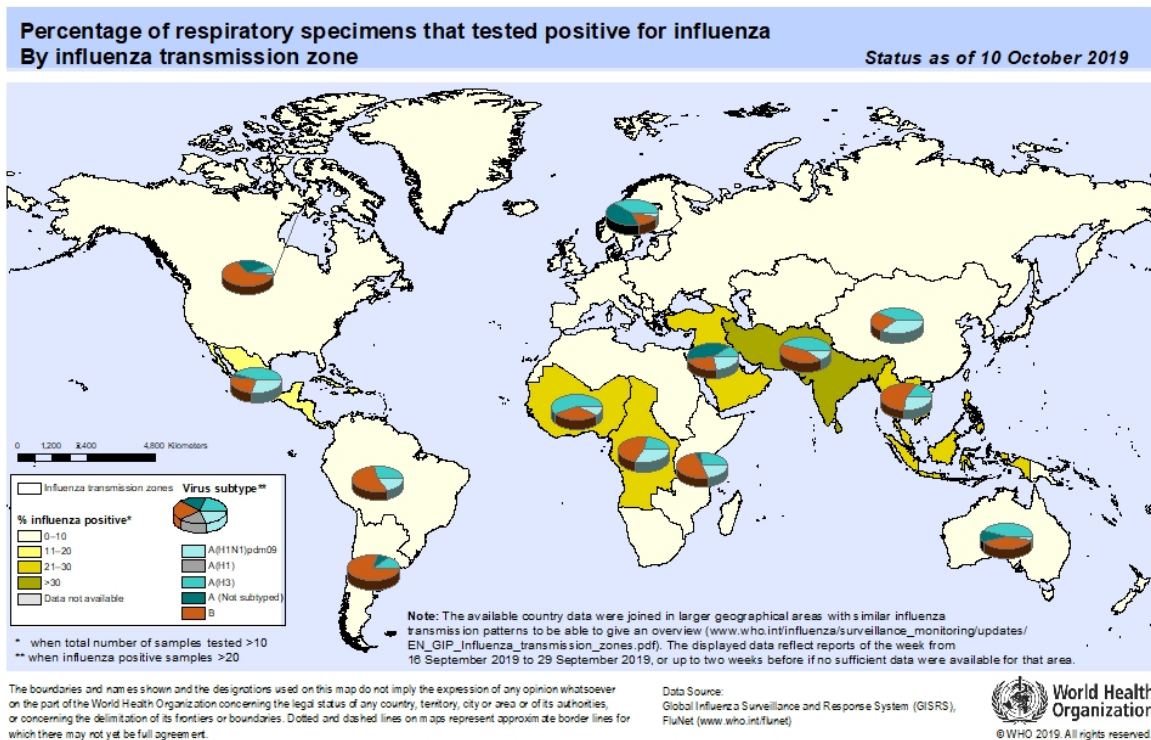 Percentage of respiratory specimens that tested positive for influenza
By influenza transmission zone
Status as of 10 October 2019
0 1,200 2,400 4,800 Kilometers
Influenza transmission zones
% influenza positive*
0–10
11–20
21–30
>30
Data not available
Virus subtype**
A(H1N1)pdm09
A(H1)
A(H3)
A (Not subtyped)
B
* when total number of samples tested >10
** when influenza positive samples >20
Note: The available country data were joined in larger geographical areas with similar influenza
transmission patterns to be able to give an overview (www.who.int/influenza/surveillance_monitoring/updates/
EN_GIP_Influenza_transmission_zones.pdf). The displayed data reflect reports of the week from
16 September 2019 to 29 September 2019, or up to two weeks before if no sufficient data were available for that area.
The boundaries and names shown and the designations used on this map do not imply the expression of any opinion whatsoever
on the part of the World Health Organization concerning the legal status of any country, territory, city or area or of its authorities,
or concerning the delimitation of its frontiers or boundaries. Dotted and dashed lines on maps represent approximate border lines for
which there may not yet be full agreement.
Data Source:
Global Influenza Surveillance and Response System (GISRS),
FluNet (www.who.int/flunet)
World Health
Organization
© WHO 2019. All rights reserved.